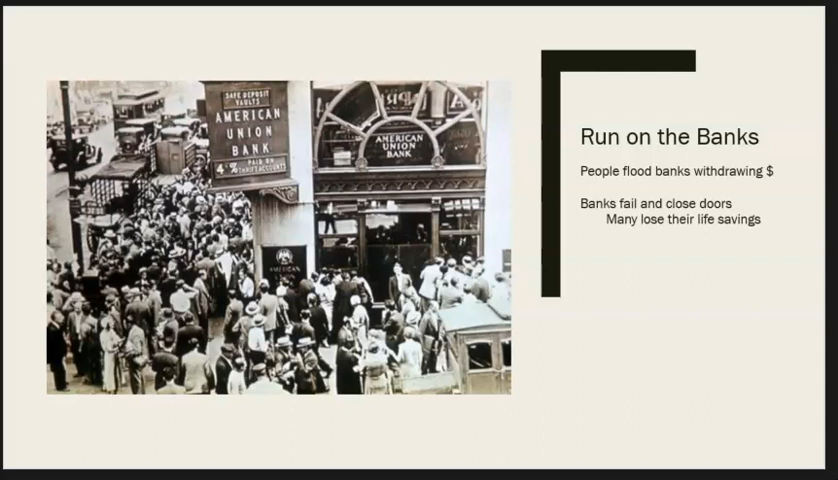 SAFE DEPOSIT
VAULTS
AMERICAN
UNION
BANK
4% PAID ON
THRIFT ACCOUNTS
AMERICAN
UNION
BANK
AMERICAN
Run on the Banks
People flood banks withdrawing $
Banks fail and close doors
Many lose their life savings